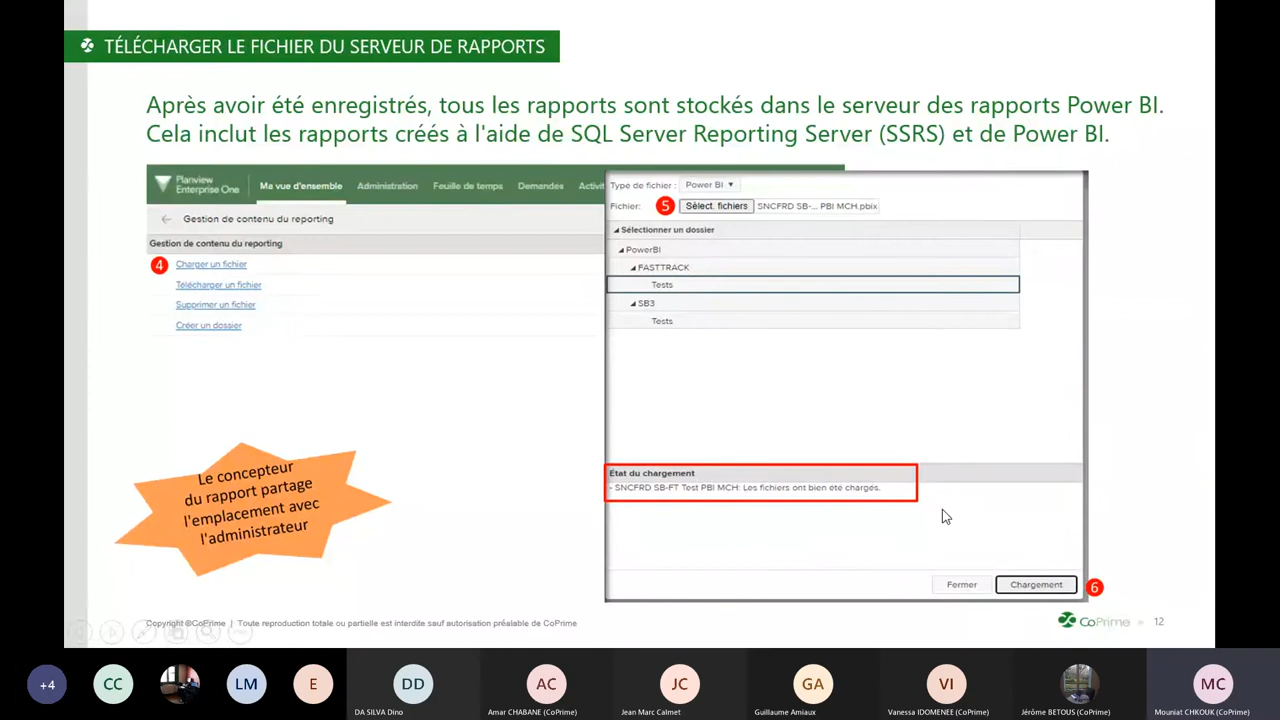 TÉLÉCHARGER LE FICHIER DU SERVEUR DE RAPPORTS
Après avoir été enregistrés, tous les rapports sont stockés dans le serveur des rapports Power BI.
Cela inclut les rapports créés à l'aide de SQL Server Reporting Server (SSRS) et de Power BI.
Planview
Enterprise One
Ma vue d'ensemble
Administration
Feuille de temps
Demandes
Activit
Gestion de contenu du reporting
Gestion de contenu du reporting
4
Charger un fichier
Télécharger un fichier
Supprimer un fichier
Créer un dossier
Type de fichier :
Power BI
Fichier:
5
Sélect. fichiers
SNCFRD SB-... PBI MCH.pbix
Sélectionner un dossier
PowerBI
FASTTRACK
Tests
SB3
Tests
État du chargement
- SNCFRD SB-FT Test PBI MCH: Les fichiers ont bien été chargés.
Fermer
Chargement
6
Le concepteur
du rapport partage
l'emplacement avec
l'administrateur
Copyright ®CoPrime | Toute reproduction totale ou partielle est interdite sauf autorisation préalable de CoPrime
CoPrime
12
+4
CC
LM
E
DD
DA SILVA Dino
AC
Amar CHABANE (CoPrime)
JC
Jean Marc Calmet
GA
Guillaume Amiaux
VI
Vanessa IDOMENEE (CoPrime)
Jérôme BETOUS (CoPrime)
MC
Mouniat CHKOUK (CoPrime)